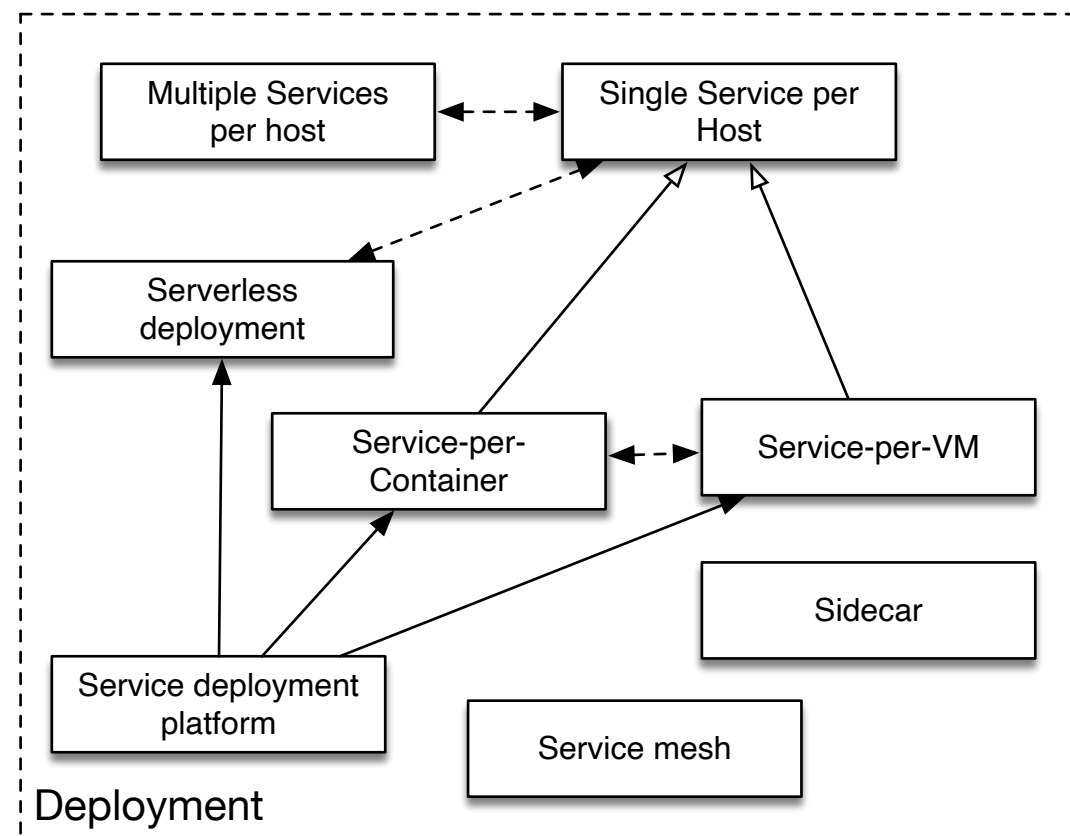 Multiple Services
per host
Single Service per
Host
Serverless
deployment
Service-per-
Container
Service-per-VM
Sidecar
Service deployment
platform
Service mesh
Deployment